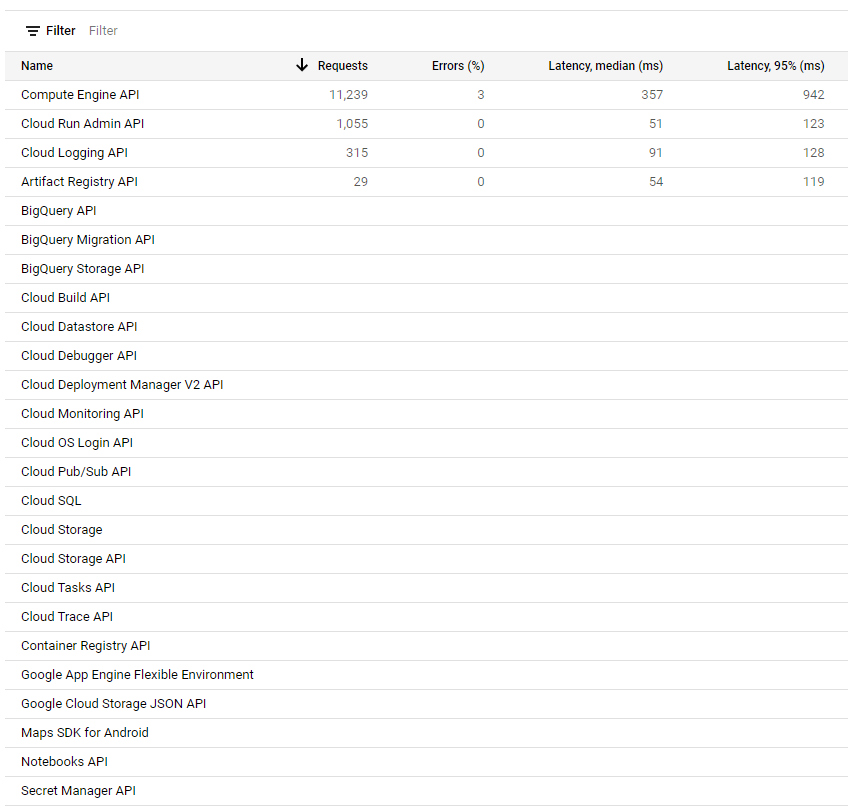 Filter Filter
Name Requests Errors (%) Latency, median (ms) Latency, 95% (ms)
Compute Engine API 11,239 3 357 942
Cloud Run Admin API 1,055 0 51 123
Cloud Logging API 315 0 91 128
Artifact Registry API 29 0 54 119
BigQuery API
BigQuery Migration API
BigQuery Storage API
Cloud Build API
Cloud Datastore API
Cloud Debugger API
Cloud Deployment Manager V2 API
Cloud Monitoring API
Cloud OS Login API
Cloud Pub/Sub API
Cloud SQL
Cloud Storage
Cloud Storage API
Cloud Tasks API
Cloud Trace API
Container Registry API
Google App Engine Flexible Environment
Google Cloud Storage JSON API
Maps SDK for Android
Notebooks API
Secret Manager API